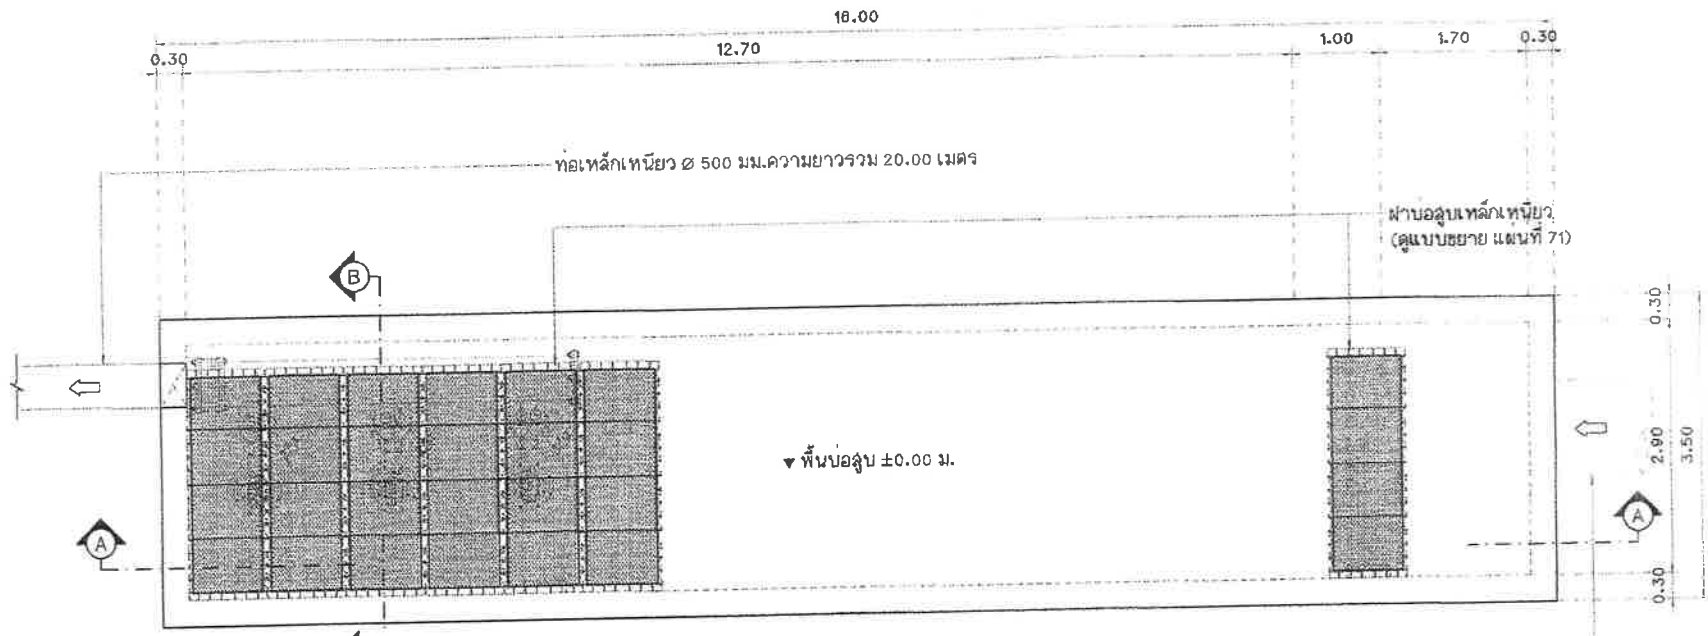 16.00
0.30
12.70
1.00
1.70
0.30
ท่อเหล็กเหนียว Ø 500 มม.ความยาวรวม 20.00 เมตร
ฝาบ่อสูบเหล็กเหนียว
(ดูแบบขยาย แผ่นที่ 71)
B
0.30
▼ พื้นบ่อสูบ ±0.00 ม.
2.90
3.50
A
A
0.30